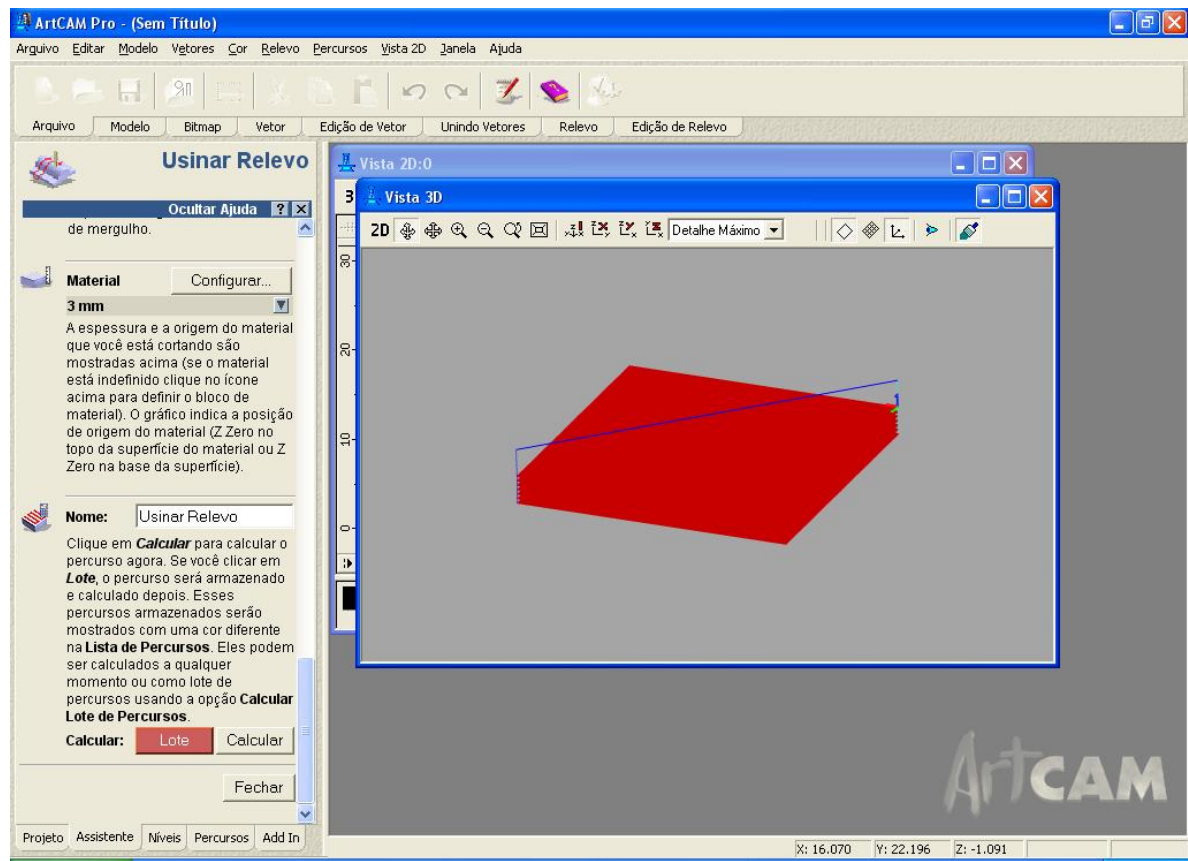 ArtCAM Pro - (Sem Título)
Arquivo Editar Modelo Vetores Cor Relevo Percursos Vista 2D Janela Ajuda
Arquivo Modelo Bitmap Vetor Edição de Vetor Unindo Vetores Relevo Edição de Relevo
Usinar Relevo
Ocultar Ajuda ? X
de mergulho.
Material Configurar...
3 mm
A espessura e a origem do material
que você está cortando são
mostradas acima (se o material
está indefinido clique no ícone
acima para definir o bloco de
material). O gráfico indica a posição
de origem do material (Z Zero no
topo da superfície do material ou Z
Zero na base da superfície).
Nome: Usinar Relevo
Clique em Calcular para calcular o
percurso agora. Se você clicar em
Lote, o percurso será armazenado
e calculado depois. Esses
percursos armazenados serão
mostrados com uma cor diferente
na Lista de Percursos. Eles podem
ser calculados a qualquer
momento ou como lote de
percursos usando a opção Calcular
Lote de Percursos.
Calcular: Lote Calcular
Fechar
Projeto Assistente Níveis Percursos Add In
Vista 2D:0
3
Vista 3D
2D Detalhe Máximo
30
20
10
0
ArtCAM
X: 16.070 Y: 22.196 Z: -1.091